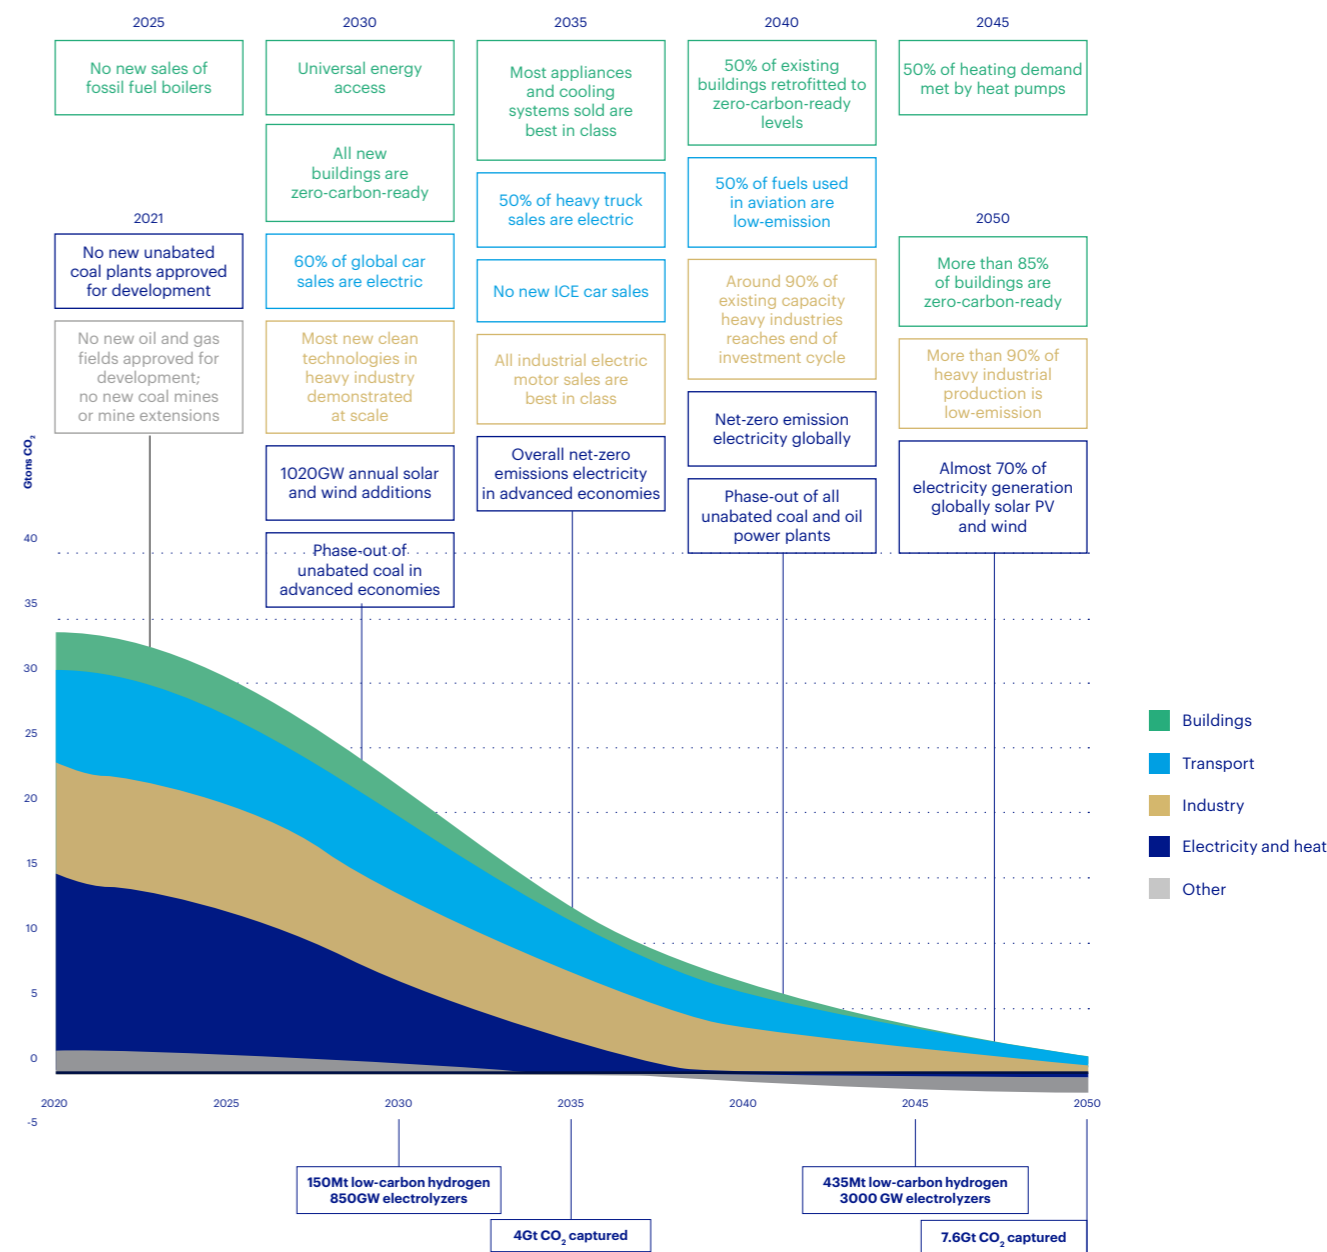 2025
2030
2035
2040
2045
No new sales of
fossil fuel boilers
2021
No new unabated
coal plants approved
for development
No new oil and gas
fields approved for
development;
no new coal mines
or mine extensions
Universal energy
access
All new
buildings are
zero-carbon-ready
60% of global car
sales are electric
Most new clean
technologies in
heavy industry
demonstrated
at scale
1020GW annual solar
and wind additions
Phase-out of
unabated coal in
advanced economies
Most appliances
and cooling
systems sold are
best in class
50% of heavy truck
sales are electric
No new ICE car sales
All industrial electric
motor sales are
best in class
Overall net-zero
emissions electricity
in advanced economies
50% of existing
buildings retrofitted to
zero-carbon-ready
levels
50% of fuels used
in aviation are
low-emission
Around 90% of
existing capacity
heavy industries
reaches end of
investment cycle
Net-zero emission
electricity globally
Phase-out of all
unabated coal and oil
power plants
50% of heating demand
met by heat pumps
2050
More than 85%
of buildings are
zero-carbon-ready
More than 90% of
heavy industrial
production is
low-emission
Almost 70% of
electricity generation
globally solar PV
and wind
Gtons CO₂
40
35
30
25
20
15
10
5
0
-5
2020
2025
2030
2035
2040
2045
2050
Buildings
Transport
Industry
Electricity and heat
Other
150Mt low-carbon hydrogen
850GW electrolyzers
4Gt CO₂ captured
435Mt low-carbon hydrogen
3000 GW electrolyzers
7.6Gt CO₂ captured